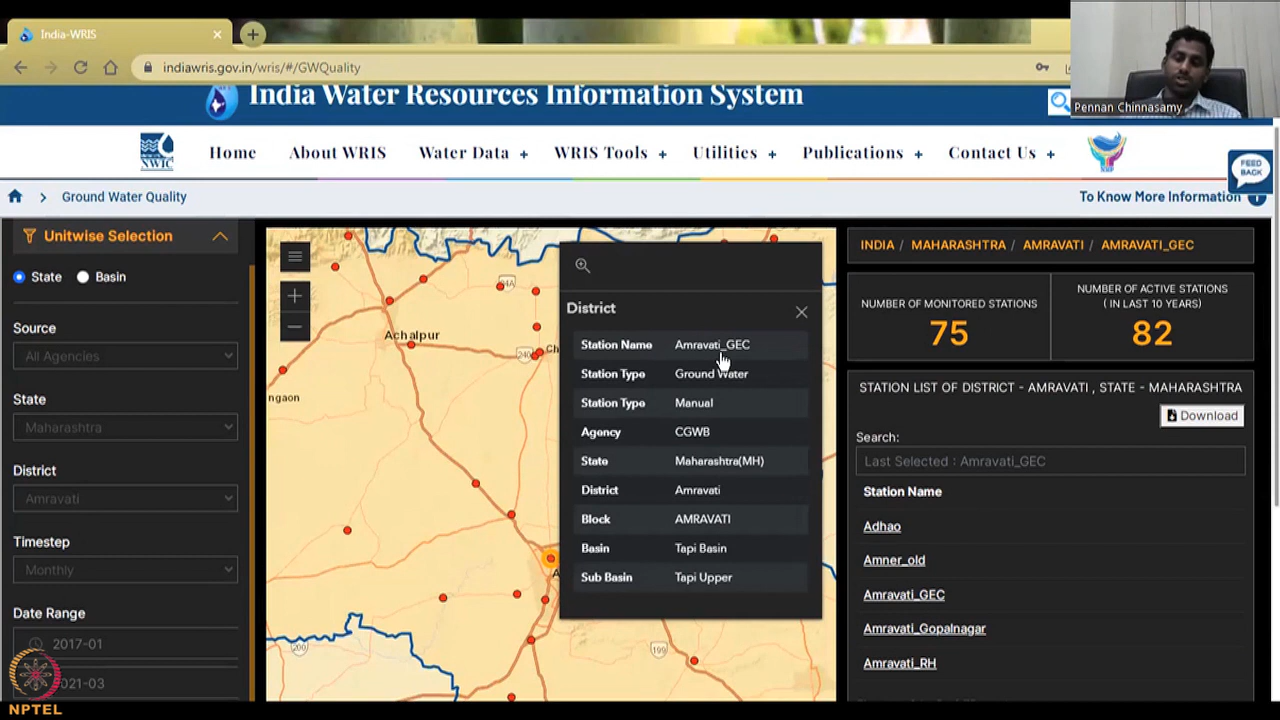 India-WRIS
indiawris.gov.in/wris/#/GWQuality
Pennan Chinnasamy
India Water Resources Information System
NWIC
Home
About WRIS
Water Data +
WRIS Tools +
Utilities +
Publications +
Contact Us +
NHP
FEED BACK
Ground Water Quality
To Know More Information
Unitwise Selection
State
Basin
Source
All Agencies
State
Maharashtra
District
Amravati
Timestep
Monthly
Date Range
2017-01
2021-03
NPTEL
Achalpur
ngaon
Ch
240
200
199
District
Station Name Amravati_GEC
Station Type Ground Water
Station Type Manual
Agency CGWB
State Maharashtra(MH)
District Amravati
Block AMRAVATI
Basin Tapi Basin
Sub Basin Tapi Upper
INDIA / MAHARASHTRA / AMRAVATI / AMRAVATI_GEC
NUMBER OF MONITORED STATIONS
75
NUMBER OF ACTIVE STATIONS
( IN LAST 10 YEARS)
82
STATION LIST OF DISTRICT - AMRAVATI , STATE - MAHARASHTRA
Download
Search:
Last Selected : Amravati_GEC
Station Name
Adhao
Amner_old
Amravati_GEC
Amravati_Gopalnagar
Amravati_RH